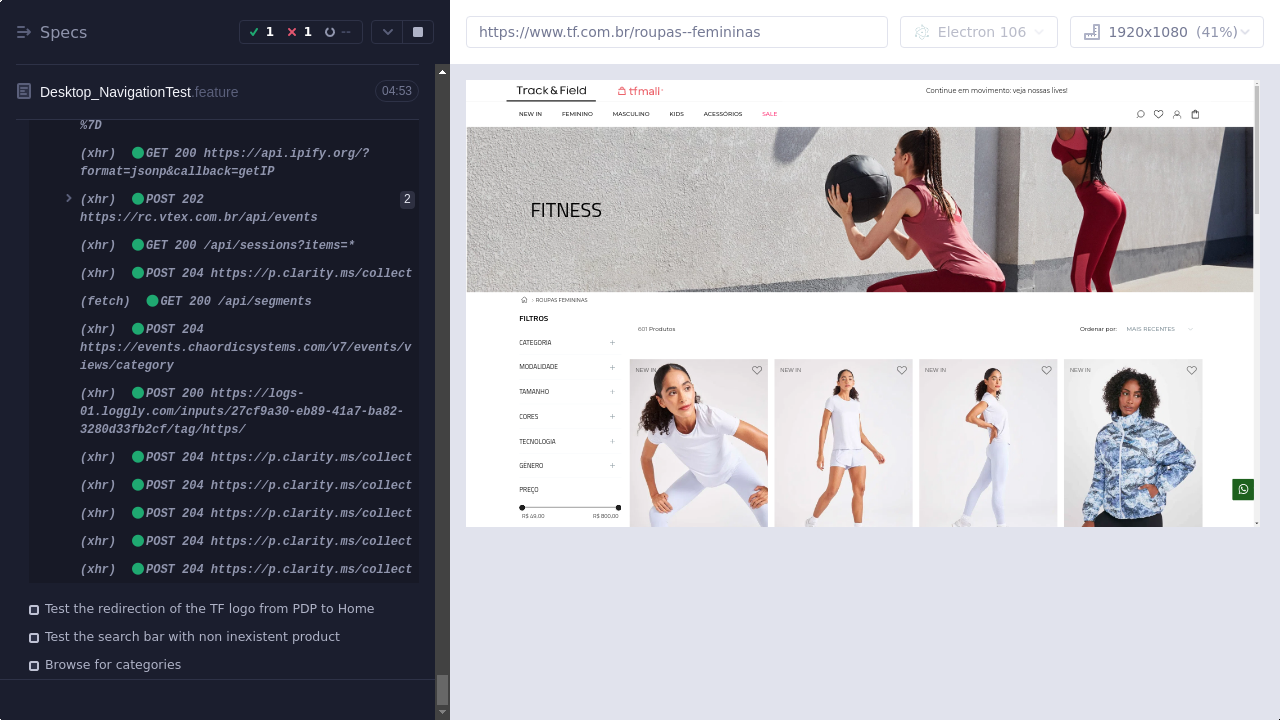 Specs
1
1
--
Desktop_NavigationTest.feature
04:53
%7D
(xhr) GET 200 https://api.ipify.org/?
format=jsonp&callback=getIP
(xhr) POST 202
https://rc.vtex.com.br/api/events
2
(xhr) GET 200 /api/sessions?items=*
(xhr) POST 204 https://p.clarity.ms/collect
(fetch) GET 200 /api/segments
(xhr) POST 204
https://events.chaordicsystems.com/v7/events/v
iews/category
(xhr) POST 200 https://logs-
01.loggly.com/inputs/27cf9a30-eb89-41a7-ba82-
3280d33fb2cf/tag/https/
(xhr) POST 204 https://p.clarity.ms/collect
(xhr) POST 204 https://p.clarity.ms/collect
(xhr) POST 204 https://p.clarity.ms/collect
(xhr) POST 204 https://p.clarity.ms/collect
(xhr) POST 204 https://p.clarity.ms/collect
Test the redirection of the TF logo from PDP to Home
Test the search bar with non inexistent product
Browse for categories
https://www.tf.com.br/roupas--femininas
Electron 106
1920x1080 (41%)
Track&Field
tfmall
Continue em movimento: veja nossas lives!
NEW IN
FEMININO
MASCULINO
KIDS
ACESSÓRIOS
SALE
FITNESS
ROUPAS FEMININAS
FILTROS
601 Produtos
Ordenar por:
MAIS RECENTES
CATEGORIA +
MODALIDADE +
TAMANHO +
CORES +
TECNOLOGIA +
GENERO +
PREÇO
R$ 49,00
R$ 800,00
NEW IN
NEW IN
NEW IN
NEW IN